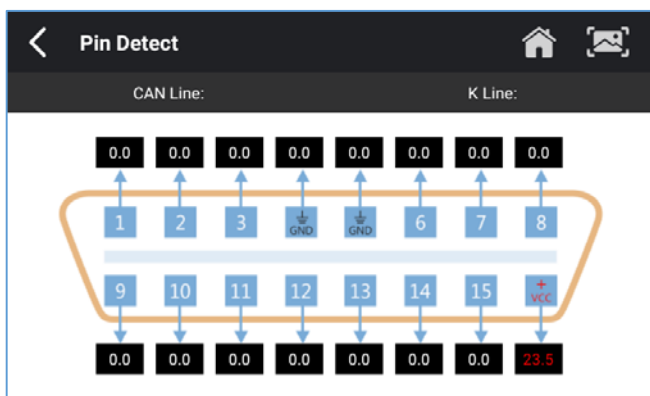 Pin Detect
CAN Line: K Line:
0.0 0.0 0.0 0.0 0.0 0.0 0.0 0.0
1 2 3 GND GND 6 7 8
9 10 11 12 13 14 15 + VCC
0.0 0.0 0.0 0.0 0.0 0.0 0.0 23.5